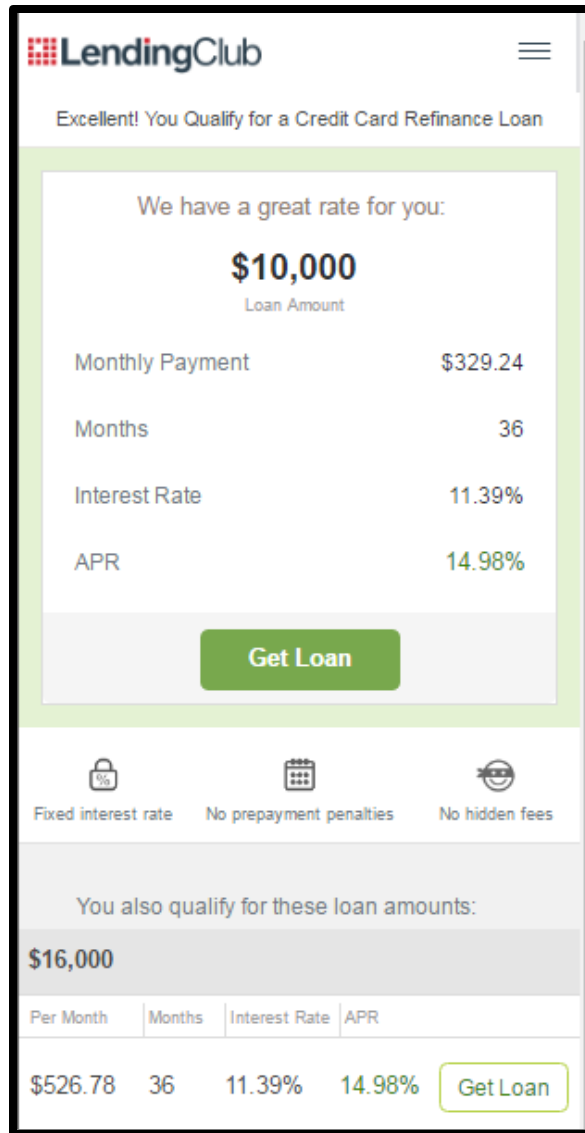 LendingClub
Excellent! You Qualify for a Credit Card Refinance Loan
We have a great rate for you:
$10,000
Loan Amount
Monthly Payment $329.24
Months 36
Interest Rate 11.39%
APR 14.98%
Get Loan
%
Fixed interest rate No prepayment penalties No hidden fees
You also qualify for these loan amounts:
$16,000
Per Month Months Interest Rate APR
$526.78 36 11.39% 14.98% Get Loan